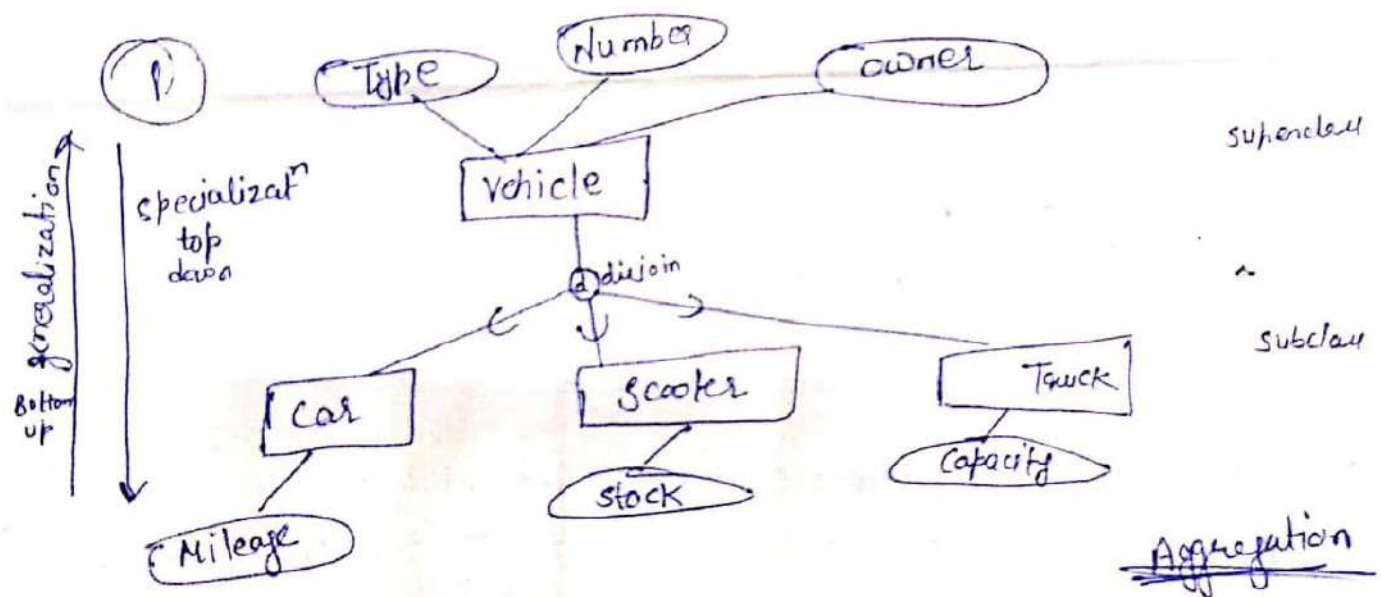 1
Type
Number
owner
superclass
Vehicle
generalization
Bottom
up
specializatⁿ
top
down
d disjoin
subclass
Car
Scooter
Truck
Mileage
Stock
Capacity
Aggregation